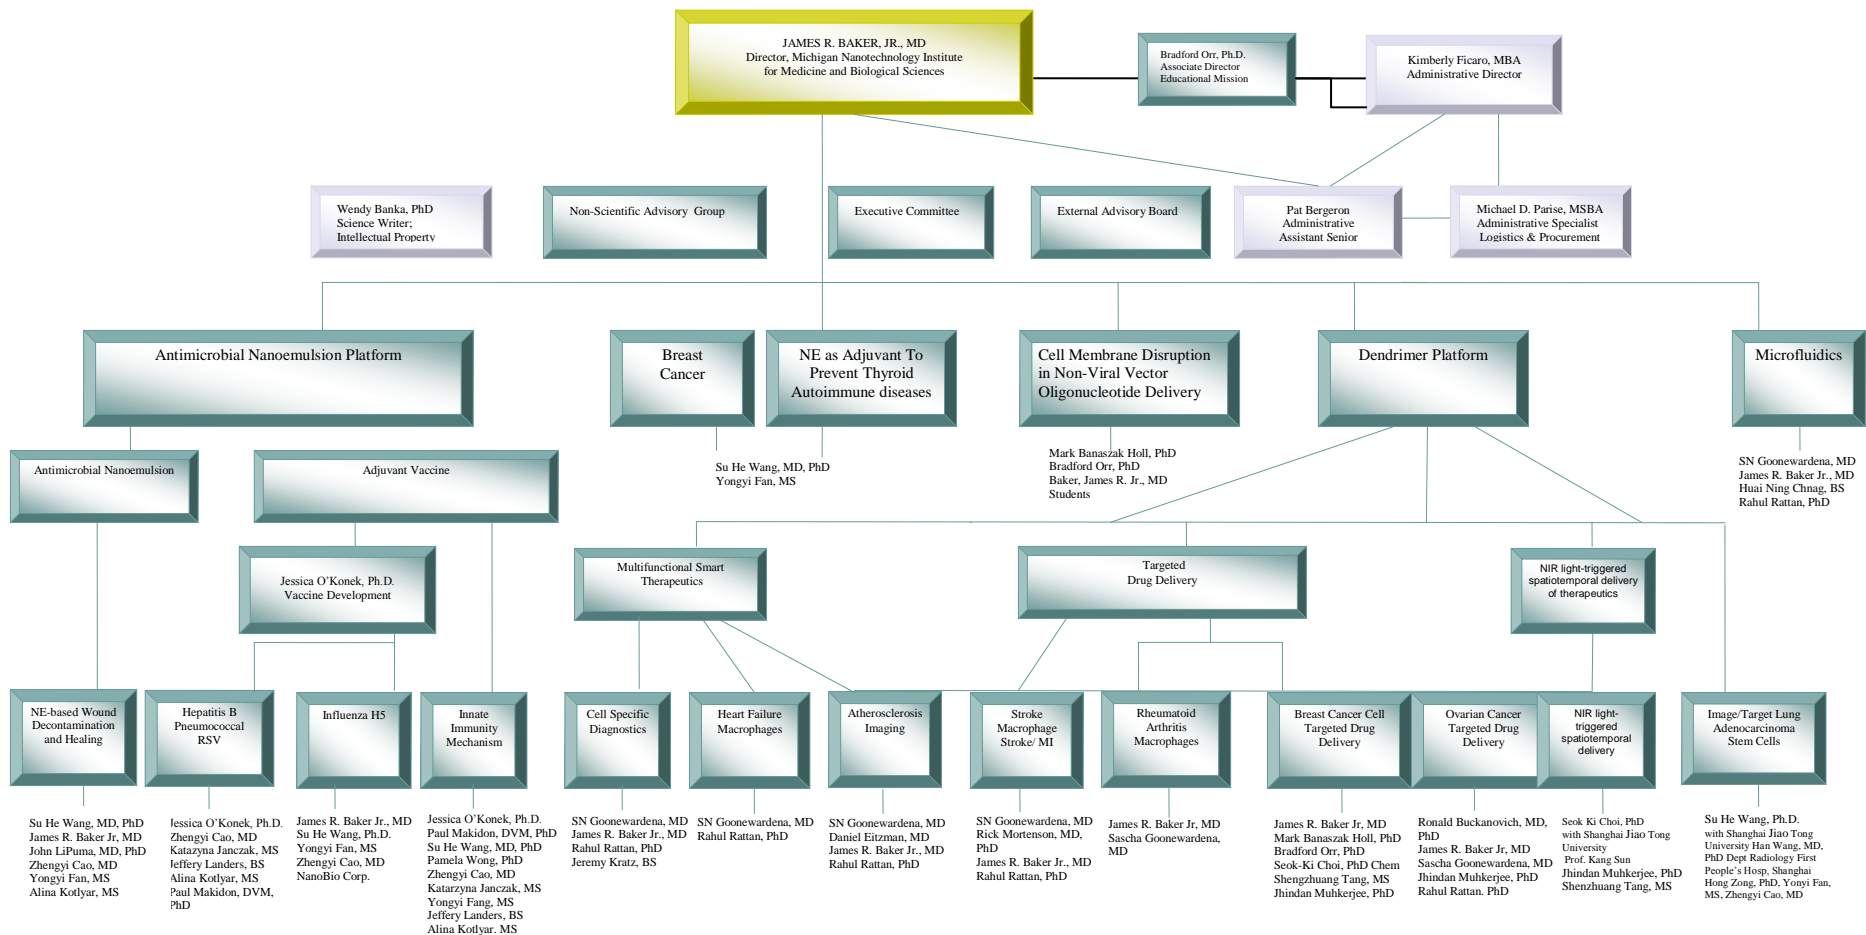 JAMES R. BAKER, JR., MD
Director, Michigan Nanotechnology Institute
for Medicine and Biological Sciences
Bradford Orr, Ph.D.
Associate Director
Educational Mission
Kimberly Ficaro, MBA
Administrative Director
Wendy Banka, PhD
Science Writer;
Intellectual Property
Non-Scientific Advisory Group
Executive Committee
External Advisory Board
Pat Bergeron
Administrative
Assistant Senior
Michael D. Parise, MSBA
Administrative Specialist
Logistics & Procurement
Antimicrobial Nanoemulsion Platform
Breast
Cancer
NE as Adjuvant To
Prevent Thyroid
Autoimmune diseases
Cell Membrane Disruption
in Non-Viral Vector
Oligonucleotide Delivery
Dendrimer Platform
Microfluidics
Su He Wang, MD, PhD
Yongyi Fan, MS
Mark Banaszak Holl, PhD
Bradford Orr, PhD
Baker, James R. Jr., MD
Students
SN Goonewardena, MD
James R. Baker Jr., MD
Huai Ning Chnag, BS
Rahul Rattan, PhD
Antimicrobial Nanoemulsion
Adjuvant Vaccine
Jessica O'Konek, Ph.D.
Vaccine Development
Multifunctional Smart
Therapeutics
Targeted
Drug Delivery
NIR light-triggered
spatiotemporal delivery
of therapeutics
NE-based Wound
Decontamination
and Healing
Hepatitis B
Pneumococcal
RSV
Influenza H5
Innate
Immunity
Mechanism
Cell Specific
Diagnostics
Heart Failure
Macrophages
Atherosclerosis
Imaging
Stroke
Macrophage
Stroke/ MI
Rheumatoid
Arthritis
Macrophages
Breast Cancer Cell
Targeted Drug
Delivery
Ovarian Cancer
Targeted Drug
Delivery
NIR light-
triggered
spatiotemporal
delivery
Image/Target Lung
Adenocarcinoma
Stem Cells
Su He Wang, MD, PhD
James R. Baker Jr, MD
John LiPuma, MD, PhD
Zhengyi Cao, MD
Yongyi Fan, MS
Alina Kotlyar, MS
Jessica O'Konek, Ph.D.
Zhengyi Cao, MD
Katazyna Janczak, MS
Jeffery Landers, BS
Alina Kotlyar, MS
Paul Makidon, DVM,
PhD
James R. Baker Jr., MD
Su He Wang, Ph.D.
Yongyi Fan, MS
Zhengyi Cao, MD
NanoBio Corp.
Jessica O'Konek, Ph.D.
Paul Makidon, DVM, PhD
Su He Wang, MD, PhD
Pamela Wong, PhD
Zhengyi Cao, MD
Katarzyna Janczak, MS
Yongyi Fang, MS
Jeffery Landers, BS
Alina Kotlyar. MS
SN Goonewardena, MD
James R. Baker Jr., MD
Rahul Rattan, PhD
Jeremy Kratz, BS
SN Goonewardena, MD
Rahul Rattan, PhD
SN Goonewardena, MD
Daniel Eitzman, MD
James R. Baker Jr., MD
Rahul Rattan, PhD
SN Goonewardena, MD
Rick Mortenson, MD,
PhD
James R. Baker Jr., MD
Rahul Rattan, PhD
James R. Baker Jr, MD
Sascha Goonewardena,
MD
James R. Baker Jr, MD
Mark Banaszak Holl, PhD
Bradford Orr, PhD
Seok-Ki Choi, PhD Chem
Shengzhuang Tang, MS
Jhindan Muhkerjee, PhD
Ronald Buckanovich, MD,
PhD
James R. Baker Jr, MD
Sascha Goonewardena, MD
Jhindan Muhkerjee, PhD
Rahul Rattan. PhD
Seok Ki Choi, PhD
with Shanghai Jiao Tong
University
Prof. Kang Sun
Jhindan Muhkerjee, PhD
Shenzhuang Tang, MS
Su He Wang, Ph.D.
with Shanghai Jiao Tong
University Han Wang, MD,
PhD Dept Radiology First
People's Hosp, Shanghai
Hong Zong, PhD, Yonyi Fan,
MS, Zhengyi Cao, MD